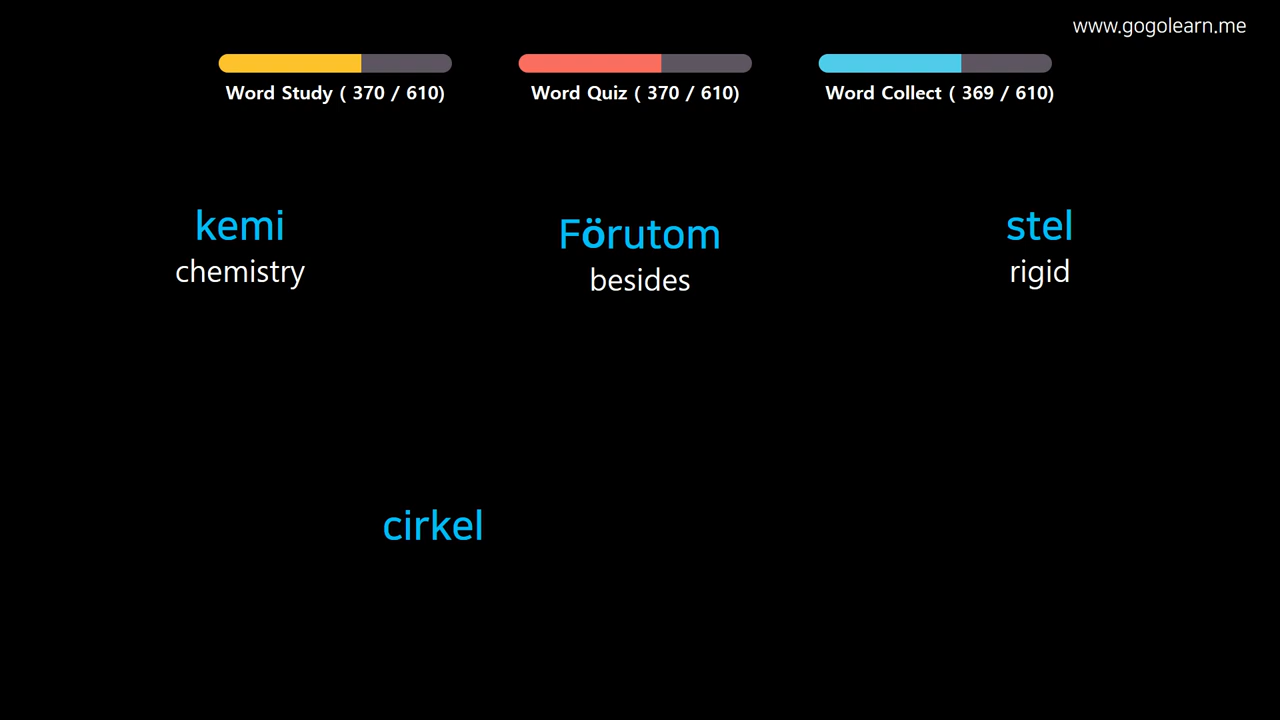 www.gogolearn.me
Word Study ( 370 / 610)
Word Quiz ( 370 / 610)
Word Collect ( 369 / 610)
kemi
chemistry
Förutom
besides
stel
rigid
cirkel